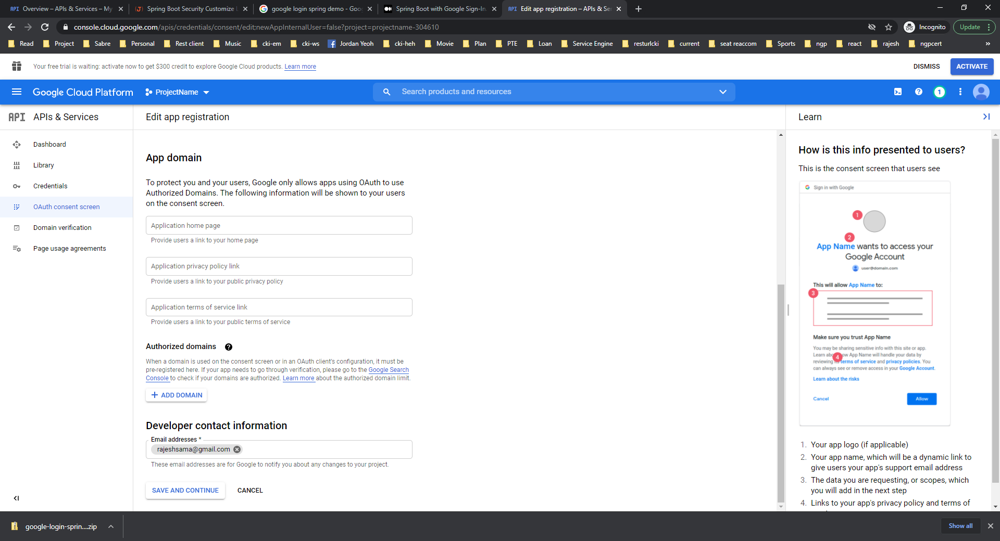 Overview – APIs & Services – My
Spring Boot Security Customize L
google login spring demo - Goog
Spring Boot with Google Sign-In.
Edit app registration – APIs & Ser
console.cloud.google.com/apis/credentials/consent/edit;newAppInternalUser=false?project=projectname-304610
Incognito
Update
Read
Project
Sabre
Personal
Rest client
Music
cki-em
cki-ws
Jordan Yeoh
cki-heh
Movie
Plan
PTE
Loan
Service Engine
resturlcki
current
seat reaccom
Sports
ngp
react
rajesh
ngpcert
»
Your free trial is waiting: activate now to get $300 credit to explore Google Cloud products. Learn more
DISMISS
ACTIVATE
Google Cloud Platform
ProjectName
Search products and resources
1
API APIs & Services
Dashboard
Library
Credentials
OAuth consent screen
Domain verification
Page usage agreements
Edit app registration
App domain
To protect you and your users, Google only allows apps using OAuth to use
Authorized Domains. The following information will be shown to your users
on the consent screen.
Application home page
Provide users a link to your home page
Application privacy policy link
Provide users a link to your public privacy policy
Application terms of service link
Provide users a link to your public terms of service
Authorized domains
When a domain is used on the consent screen or in an OAuth client's configuration, it must be
pre-registered here. If your app needs to go through verification, please go to the Google Search
Console to check if your domains are authorized. Learn more about the authorized domain limit.
+ ADD DOMAIN
Developer contact information
Email addresses *
rajeshsama@gmail.com
These email addresses are for Google to notify you about any changes to your project.
SAVE AND CONTINUE
CANCEL
Learn
How is this info presented to users?
This is the consent screen that users see
Sign in with Google
1
2
App Name wants to access your
Google Account
user@domain.com
This will allow App Name to:
3
Make sure you trust App Name
You may be sharing sensitive info with this site or app.
Learn how App Name will handle your data by
4
reviewing its terms of service and privacy policies. You
can always see or remove access in your Google Account.
Learn about the risks
Cancel
Allow
1. Your app logo (if applicable)
2. Your app name, which will be a dynamic link to
give users your app's support email address
3. The data you are requesting, or scopes, which
you will add in the next step
4. Links to your app's privacy policy and terms of
google-login-sprin....zip
Show all